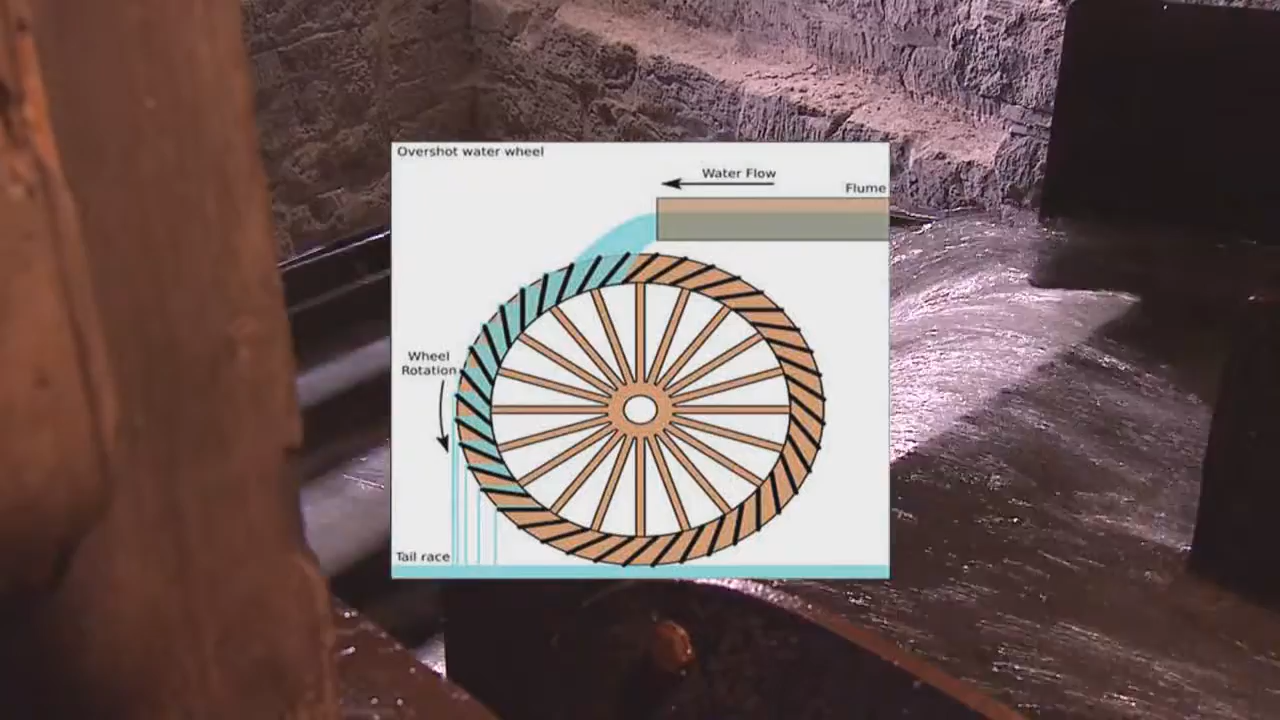 Overshot water wheel
Water Flow
Flume
Wheel
Rotation
Tail race